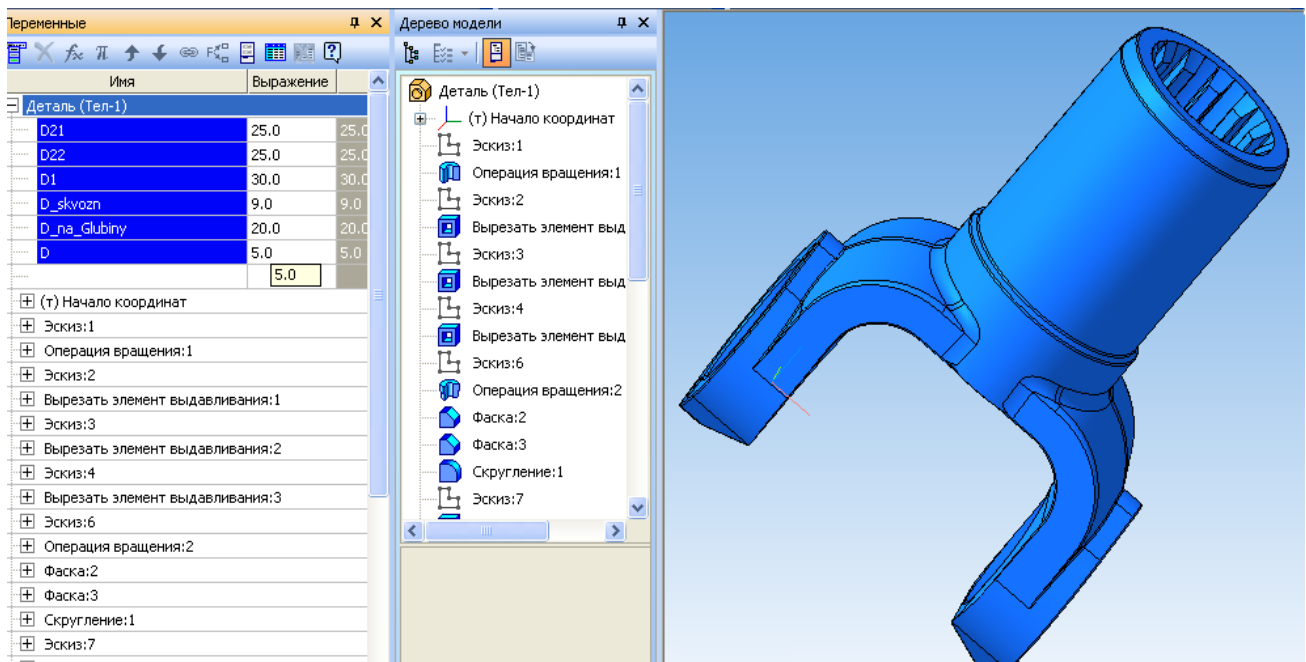 Переменные
Имя Выражение
Деталь (Тел-1)
D21 25.0 25.0
D22 25.0 25.0
D1 30.0 30.0
D_skvozn 9.0 9.0
D_na_Glubiny 20.0 20.0
D 5.0 5.0
5.0
(т) Начало координат
Эскиз:1
Операция вращения:1
Эскиз:2
Вырезать элемент выдавливания:1
Эскиз:3
Вырезать элемент выдавливания:2
Эскиз:4
Вырезать элемент выдавливания:3
Эскиз:6
Операция вращения:2
Фаска:2
Фаска:3
Скругление:1
Эскиз:7
Дерево модели
Деталь (Тел-1)
(т) Начало координат
Эскиз:1
Операция вращения:1
Эскиз:2
Вырезать элемент выд
Эскиз:3
Вырезать элемент выд
Эскиз:4
Вырезать элемент выд
Эскиз:6
Операция вращения:2
Фаска:2
Фаска:3
Скругление:1
Эскиз:7